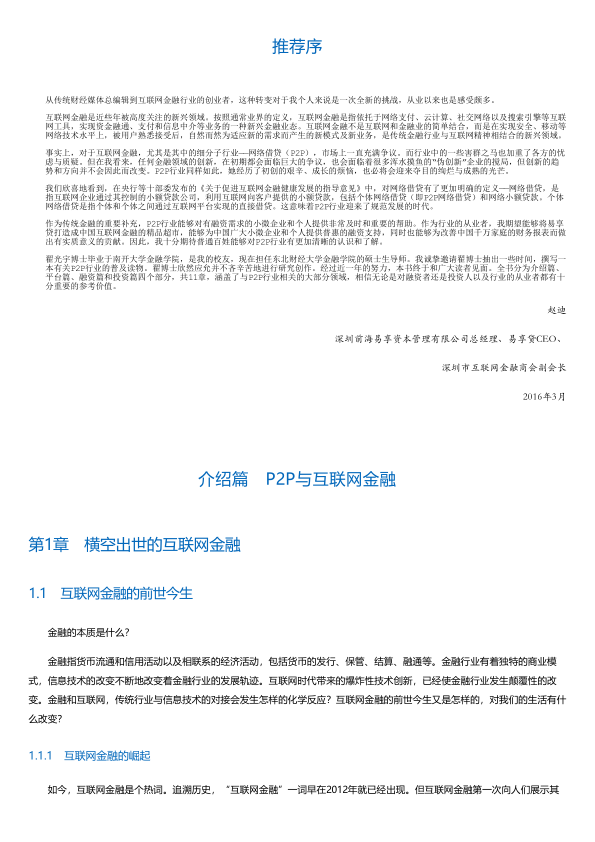 推荐序
从传统财经媒体总编辑到互联网金融行业的创业者，这种转变对于我个人来说是一次全新的挑战，从业以来也是感受颇多。
互联网金融是近些年被高度关注的新兴领域。按照通常业界的定义，互联网金融是指依托于网络支付、云计算、社交网络以及搜索引擎等互联
网工具，实现资金融通、支付和信息中介等业务的一种新兴金融业态。互联网金融不是互联网和金融业的简单结合，而是在实现安全、移动等
网络技术水平上，被用户熟悉接受后，自然而然为适应新的需求而产生的新模式及新业务，是传统金融行业与互联网精神相结合的新兴领域。
事实上，对于互联网金融，尤其是其中的细分子行业—网络借贷（P2P），市场上一直充满争议。而行业中的一些害群之马也加重了各方的忧
虑与质疑。但在我看来，任何金融领域的创新，在初期都会面临巨大的争议，也会面临着很多浑水摸鱼的“伪创新”企业的搅局，但创新的趋
势和方向并不会因此而改变。P2P行业同样如此，她经历了初创的艰辛、成长的烦恼，也必将会迎来夺目的绚烂与成熟的光芒。
我们欣喜地看到，在央行等十部委发布的《关于促进互联网金融健康发展的指导意见》中，对网络借贷有了更加明确的定义—网络借贷，是
指互联网企业通过其控制的小额贷款公司，利用互联网向客户提供的小额贷款，包括个体网络借贷（即P2P网络借贷）和网络小额贷款。个体
网络借贷是指个体和个体之间通过互联网平台实现的直接借贷。这意味着P2P行业迎来了规范发展的时代。
作为传统金融的重要补充，P2P行业能够对有融资需求的小微企业和个人提供非常及时和重要的帮助。作为行业的从业者，我期望能够将易享
贷打造成中国互联网金融的精品超市，能够为中国广大小微企业和个人提供普惠的融资支持，同时也能够为改善中国千万家庭的财务报表而做
出有实质意义的贡献。因此，我十分期待普通百姓能够对P2P行业有更加清晰的认识和了解。
翟光宇博士毕业于南开大学金融学院，是我的校友，现在担任东北财经大学金融学院的硕士生导师。我诚挚邀请翟博士抽出一些时间，撰写一
本有关P2P行业的普及读物。翟博士欣然应允并不吝辛苦地进行研究创作。经过近一年的努力，本书终于和广大读者见面。全书分为介绍篇、
平台篇、融资篇和投资篇四个部分，共11章，涵盖了与P2P行业相关的大部分领域，相信无论是对融资者还是投资人以及行业的从业者都有十
分重要的参考价值。
赵迪
深圳前海易享资本管理有限公司总经理、易享贷CEO、
深圳市互联网金融商会副会长
2016年3月
介绍篇 P2P与互联网金融
第1章 横空出世的互联网金融
1.1 互联网金融的前世今生
金融的本质是什么？
金融指货币流通和信用活动以及相联系的经济活动，包括货币的发行、保管、结算、融通等。金融行业有着独特的商业模
式，信息技术的改变不断地改变着金融行业的发展轨迹。互联网时代带来的爆炸性技术创新，已经使金融行业发生颠覆性的改
变。金融和互联网，传统行业与信息技术的对接会发生怎样的化学反应？互联网金融的前世今生又是怎样的，对我们的生活有什
么改变？
1.1.1 互联网金融的崛起
如今，互联网金融是个热词。追溯历史，“互联网金融”一词早在2012年就已经出现。但互联网金融第一次向人们展示其